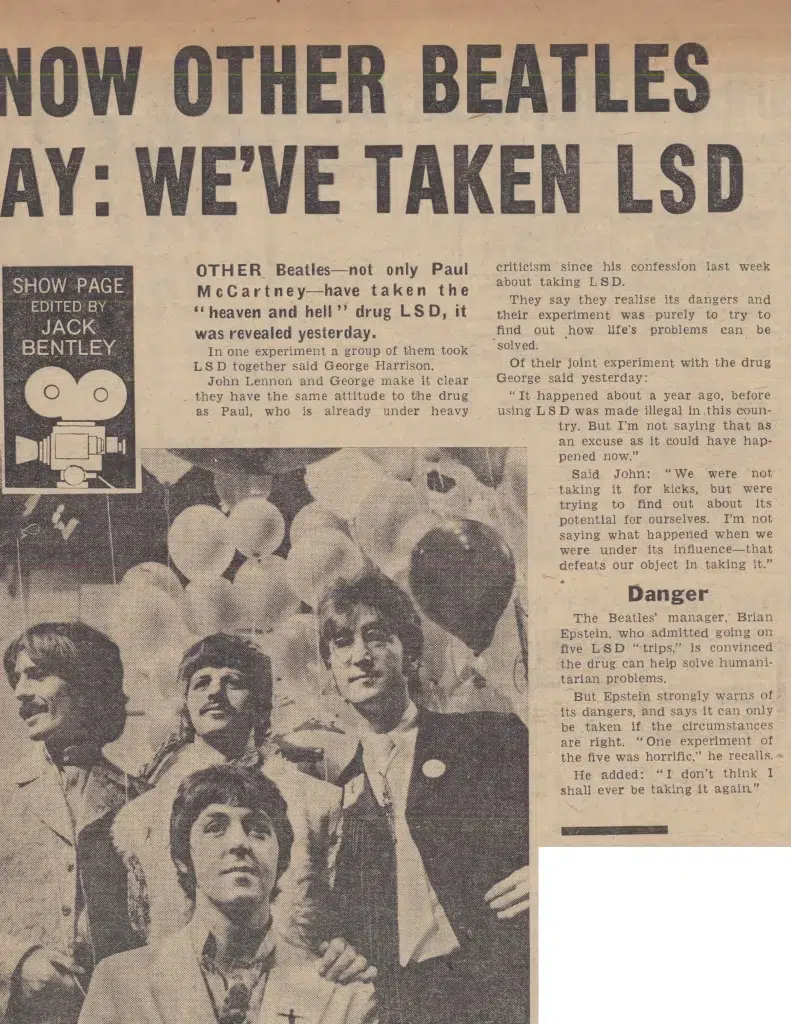 NOW OTHER BEATLES
AY: WE'VE TAKEN LSD
SHOW PAGE
EDITED BY
JACK
BENTLEY
OTHER Beatles—not only Paul
McCartney—have taken the
"heaven and hell" drug LSD, it
was revealed yesterday.
In one experiment a group of them took
LSD together said George Harrison.
John Lennon and George make it clear
they have the same attitude to the drug
as Paul, who is already under heavy
criticism since his confession last week
about taking LSD.
They say they realise its dangers and
their experiment was purely to try to
find out how life's problems can be
solved.
Of their joint experiment with the drug
George said yesterday:
"It happened about a year ago, before
using LSD was made illegal in this coun-
try. But I'm not saying that as
an excuse as it could have hap-
pened now."
Said John: "We were not
taking it for kicks, but were
trying to find out about its
potential for ourselves. I'm not
saying what happened when we
were under its influence—that
defeats our object in taking it."
Danger
The Beatles' manager, Brian
Epstein, who admitted going on
five LSD "trips," is convinced
the drug can help solve humani-
tarian problems.
But Epstein strongly warns of
its dangers, and says it can only
be taken if the circumstances
are right. "One experiment of
the five was horrific," he recalls.
He added: "I don't think I
shall ever be taking it again."